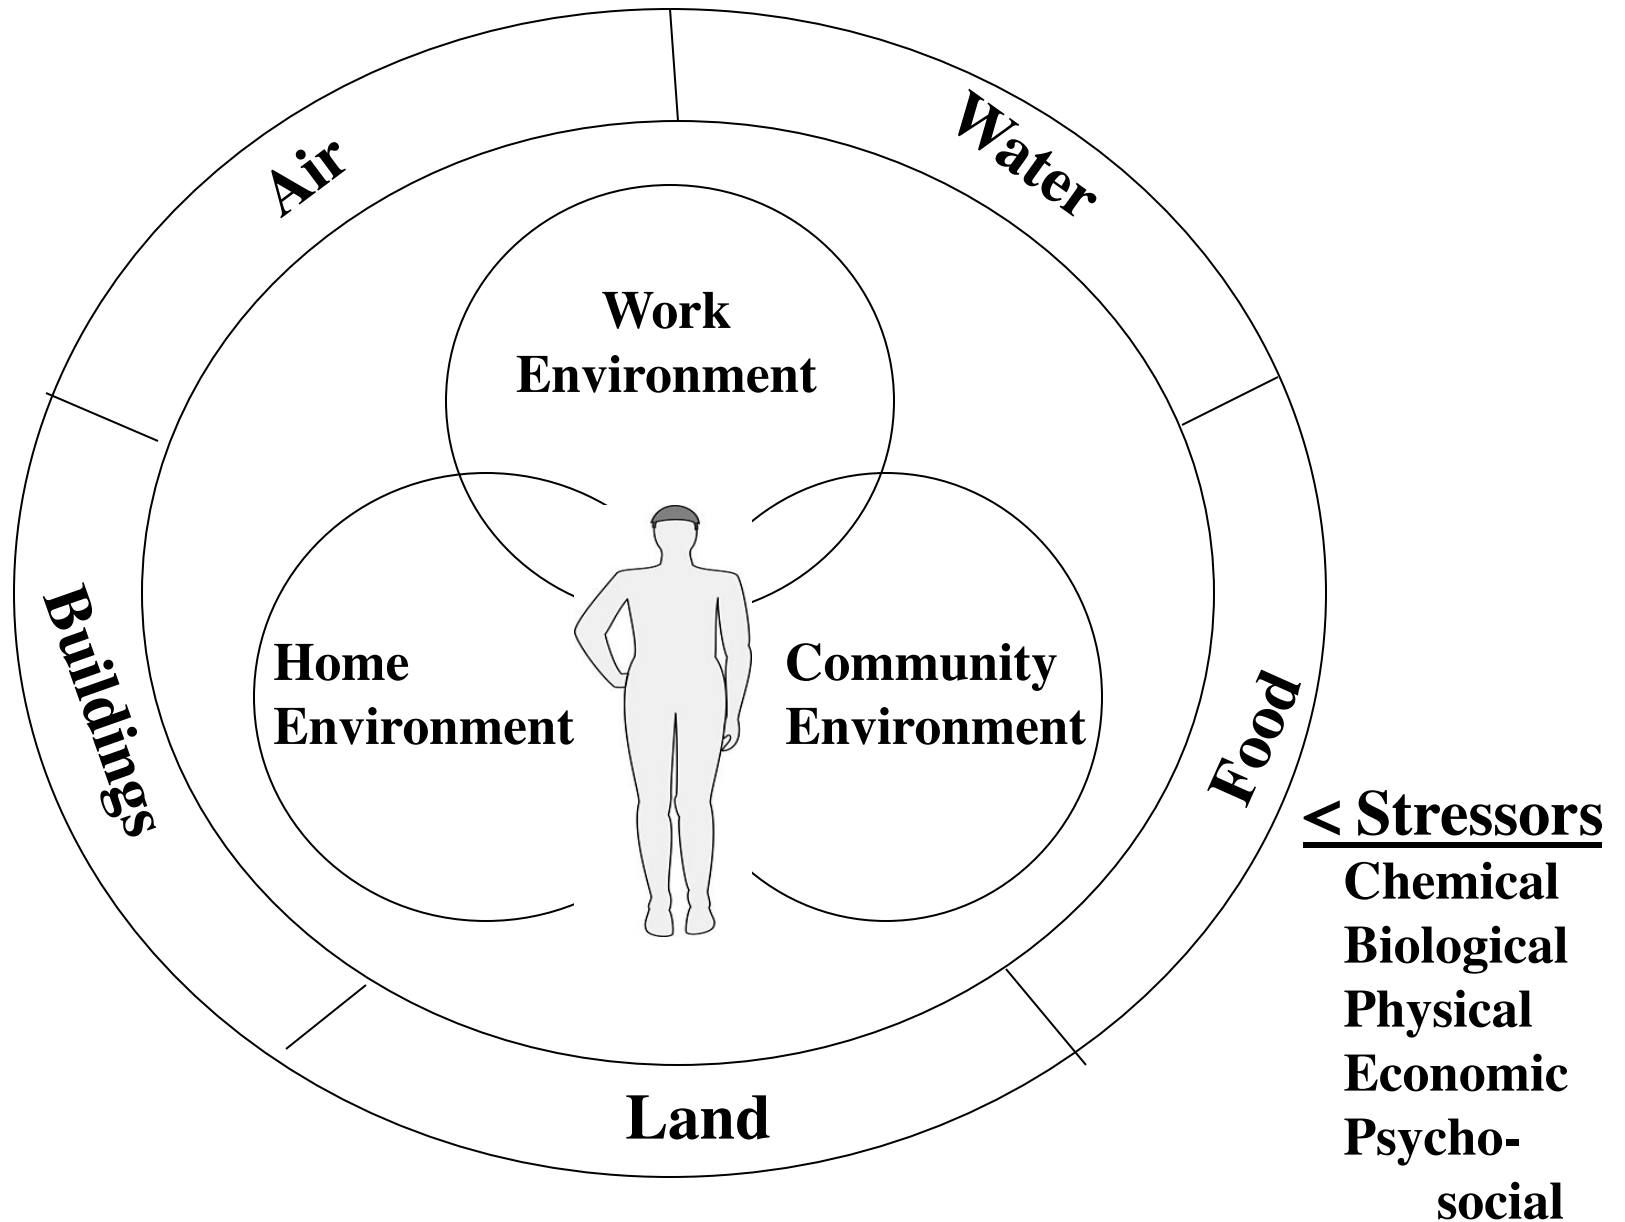 Air
Water
Work
Environment
Home
Environment
Community
Environment
Buildings
Food
Land
< Stressors
Chemical
Biological
Physical
Economic
Psycho-
social